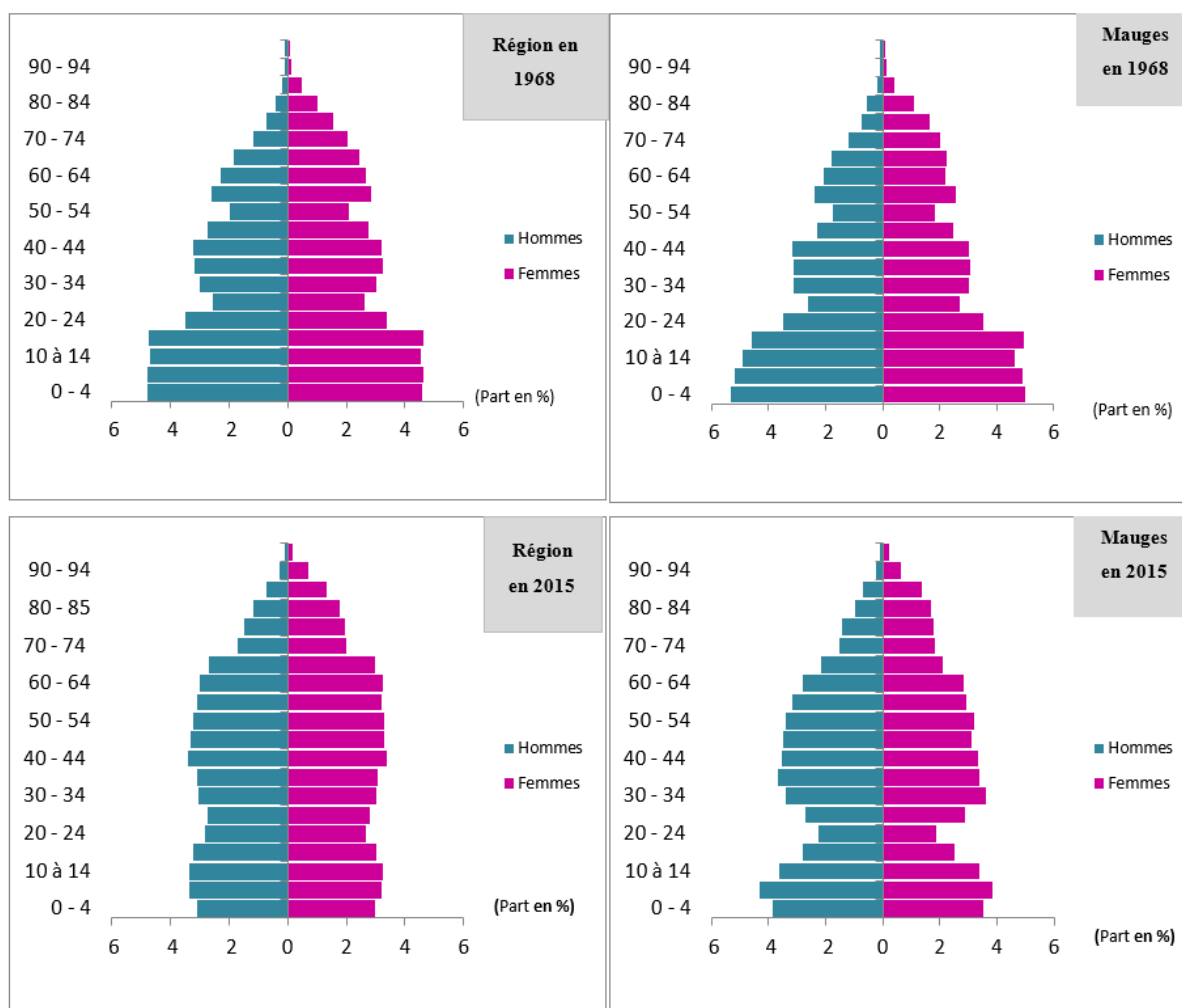 Région en
1968
90 - 94
80 - 84
70 - 74
60 - 64
50 - 54
40 - 44
30 - 34
20 - 24
10 à 14
0 - 4
Hommes
Femmes
(Part en %)
6 4 2 0 2 4 6
Mauges
en 1968
90 - 94
80 - 84
70 - 74
60 - 64
50 - 54
40 - 44
30 - 34
20 - 24
10 à 14
0 - 4
Hommes
Femmes
(Part en %)
6 4 2 0 2 4 6
Région
en 2015
90 - 94
80 - 85
70 - 74
60 - 64
50 - 54
40 - 44
30 - 34
20 - 24
10 à 14
0 - 4
Hommes
Femmes
(Part en %)
6 4 2 0 2 4 6
Mauges
en 2015
90 - 94
80 - 84
70 - 74
60 - 64
50 - 54
40 - 44
30 - 34
20 - 24
10 à 14
0 - 4
Hommes
Femmes
(Part en %)
6 4 2 0 2 4 6